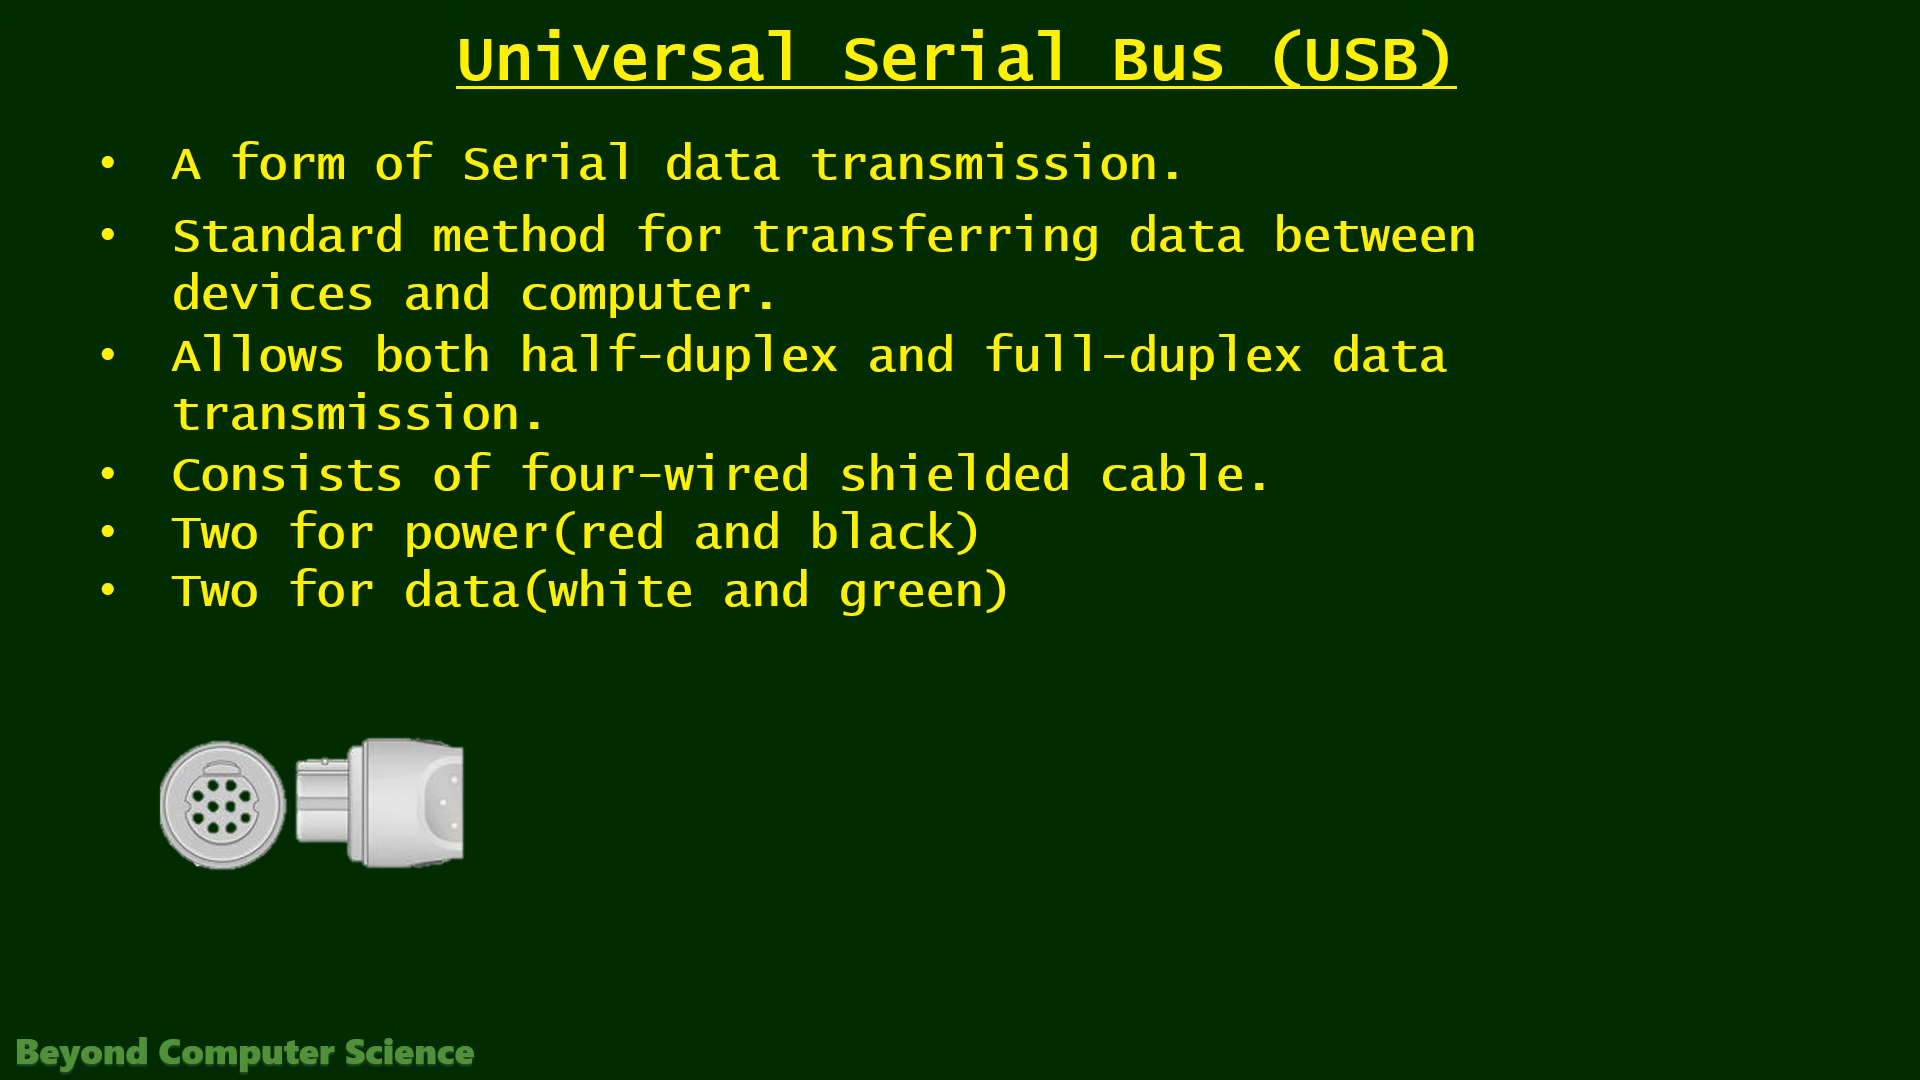 Universal Serial Bus (USB)
• A form of Serial data transmission.
• Standard method for transferring data between
devices and computer.
• Allows both half-duplex and full-duplex data
transmission.
• Consists of four-wired shielded cable.
• Two for power(red and black)
• Two for data(white and green)
Beyond Computer Science